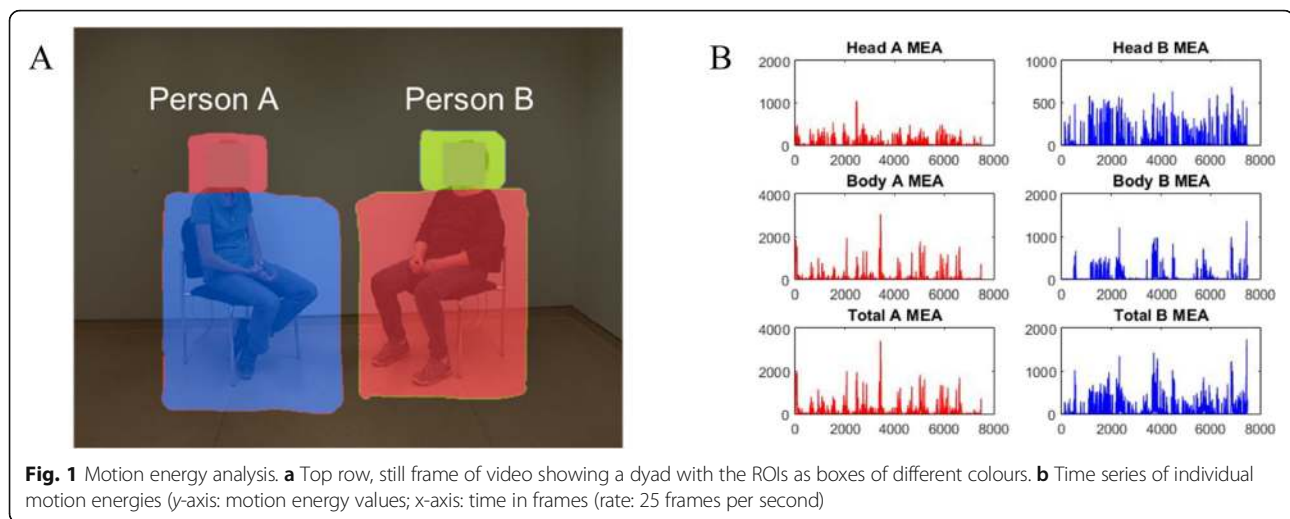 A
Person A
Person B
B
Head A MEA
2000
1000
0
0 2000 4000 6000 8000
Head B MEA
1000
500
0
0 2000 4000 6000 8000
Body A MEA
4000
2000
0
0 2000 4000 6000 8000
Body B MEA
2000
1000
0
0 2000 4000 6000 8000
Total A MEA
4000
2000
0
0 2000 4000 6000 8000
Total B MEA
2000
1000
0
0 2000 4000 6000 8000
Fig. 1 Motion energy analysis. a Top row, still frame of video showing a dyad with the ROIs as boxes of different colours. b Time series of individual
motion energies (y-axis: motion energy values; x-axis: time in frames (rate: 25 frames per second)